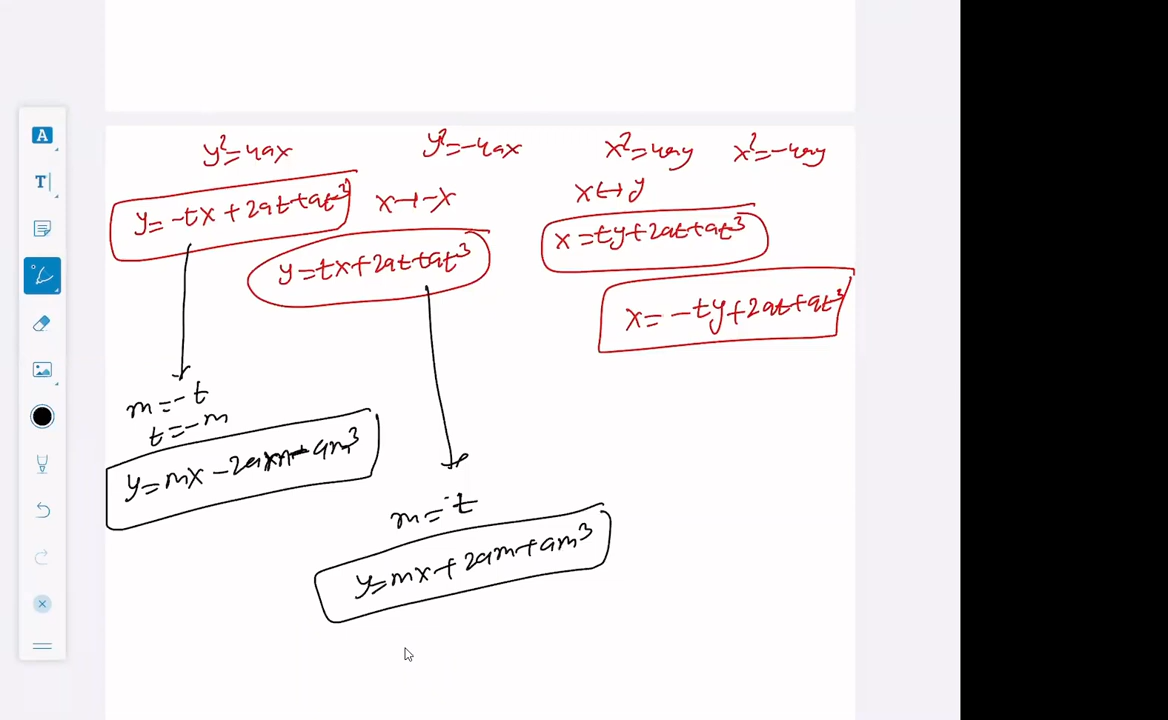 y²=4ax
y²=-4ax
x²=4ay
x²=-4ay
y=-tx+2at+at³
x→-x
x↔y
x=ty+2at+at³
y=tx+2at+at³
x=-ty+2at+at³
m=-t
t=-m
y=mx-2am-am³
m=t
y=mx+2am+am³
A
T